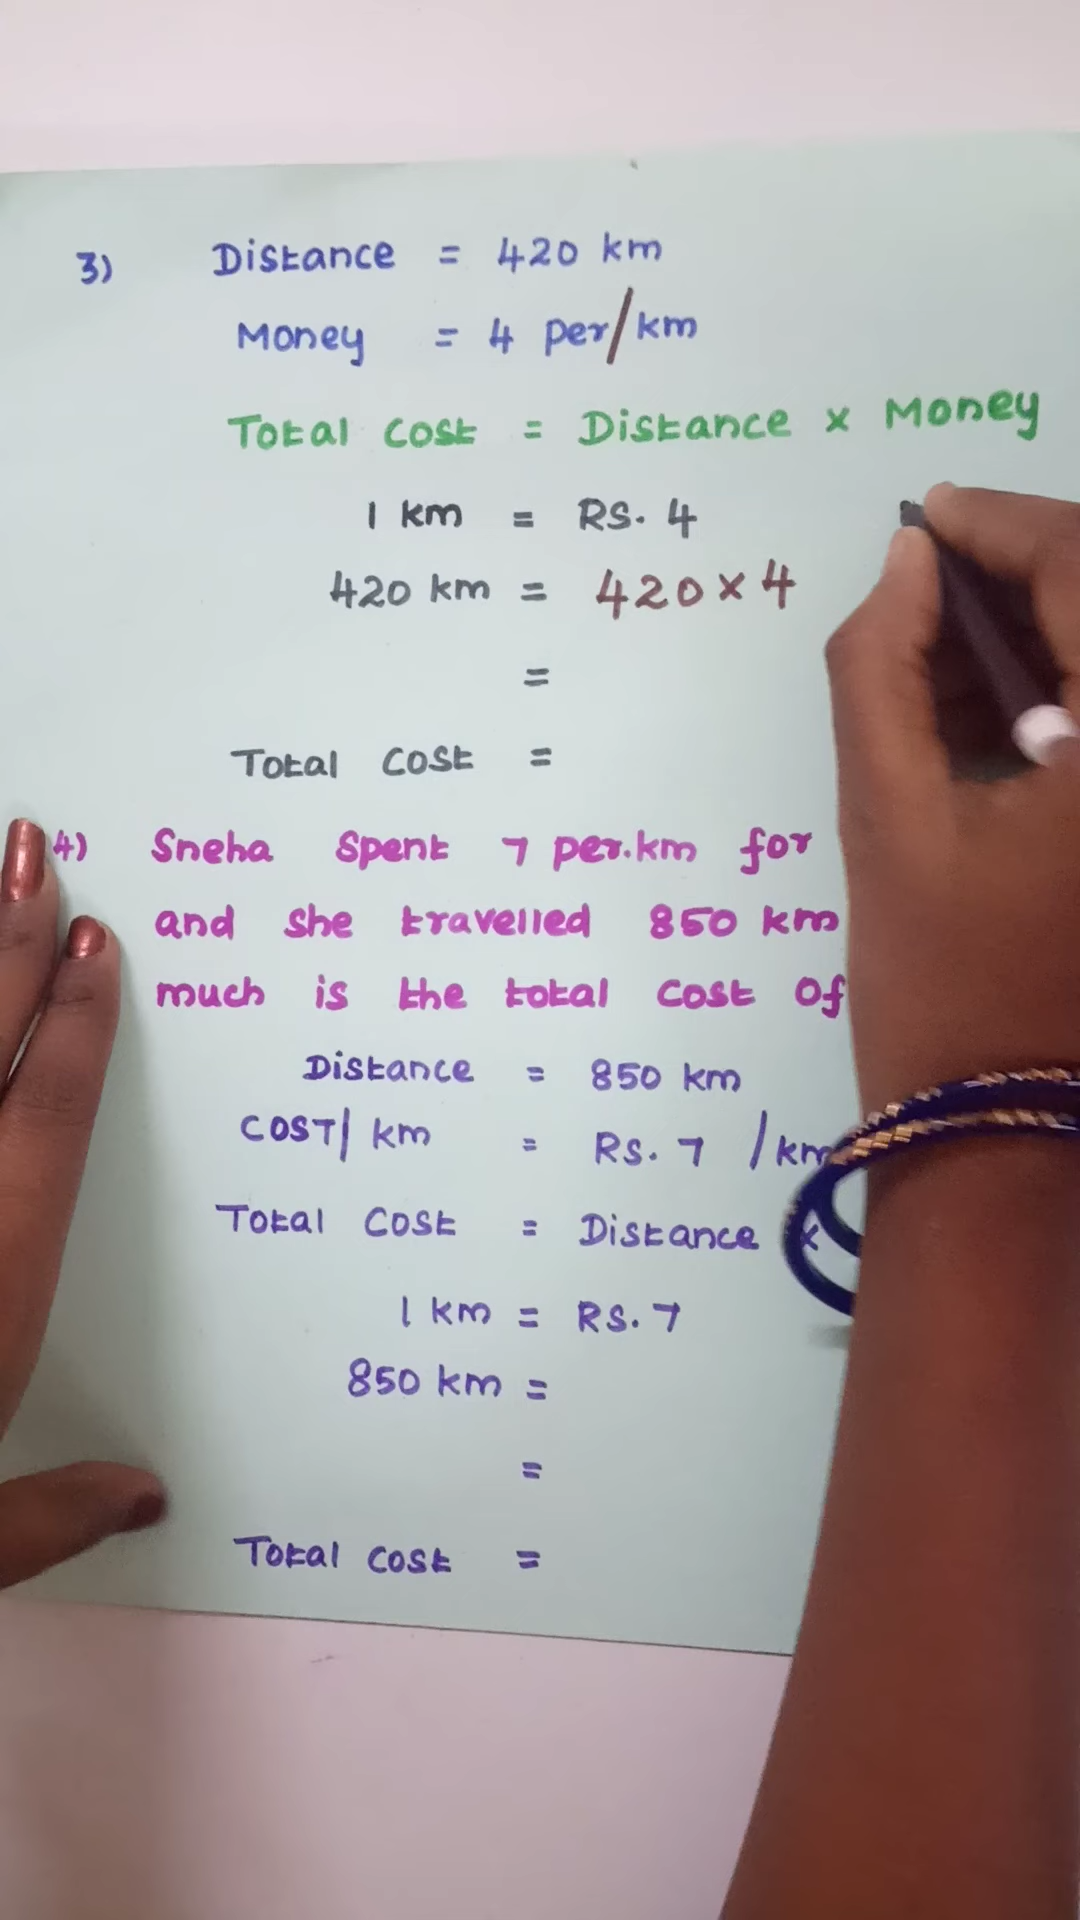 3) Distance = 420 km
Money = 4 per/km
Total cost = Distance x Money
1 km = RS. 4
420 km = 420 x 4
=
Total cost =
4) Sneha spent 7 per.km for
and she travelled 850 km
much is the total cost of
Distance = 850 km
COST/ km = Rs. 7 /km
Total cost = Distance x
1 km = RS. 7
850 km =
=
Total cost =